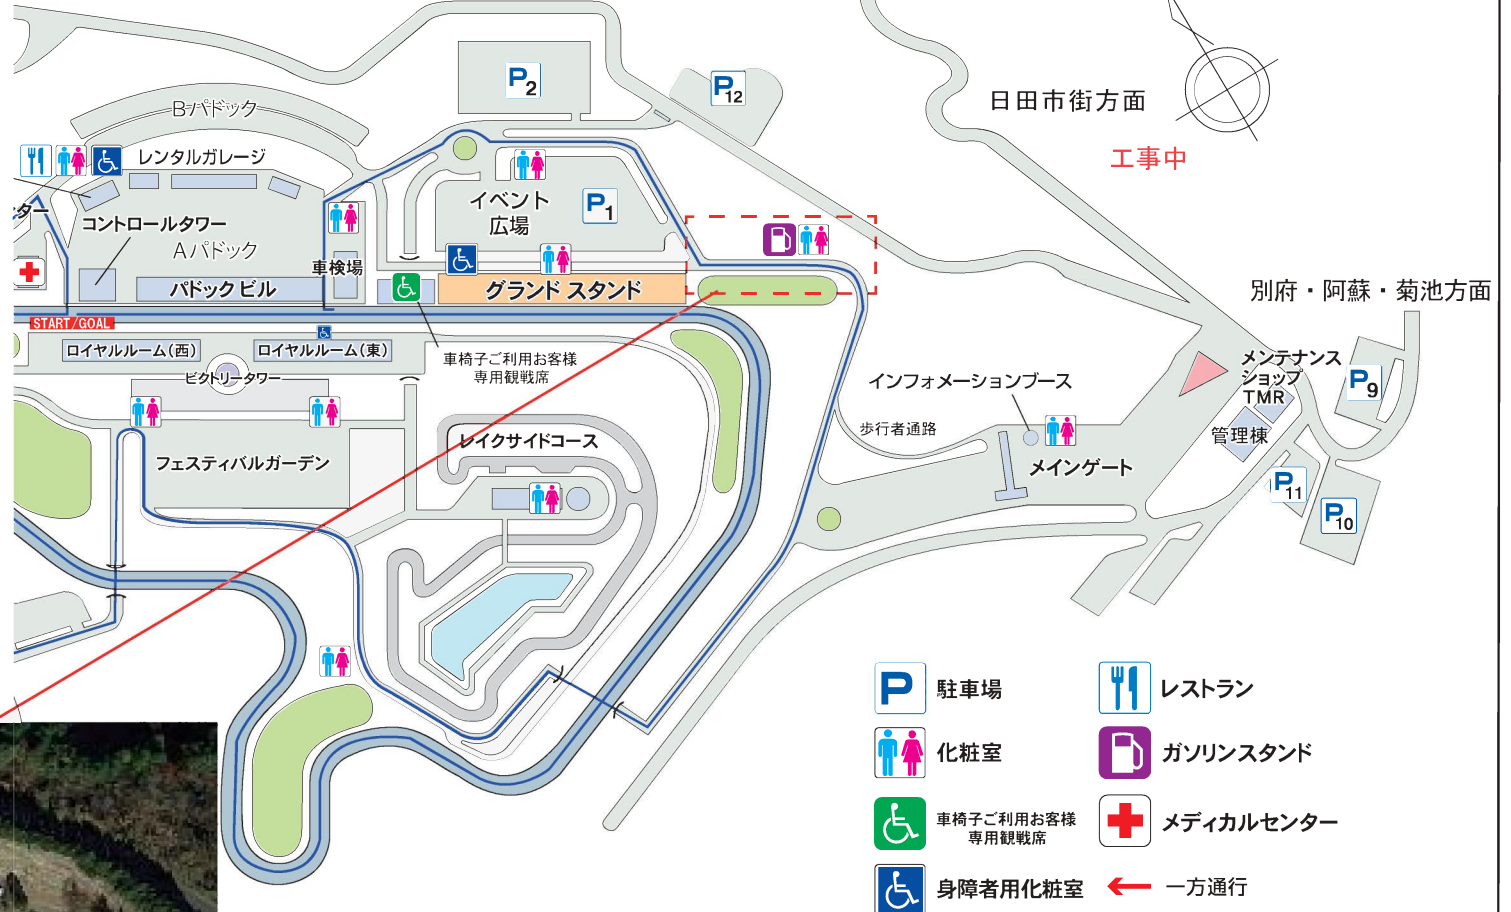 P2
P12
日田市街方面
工事中
Bパドック
レンタルガレージ
イベント
広場
P1
ター
コントロールタワー
Aパドック
車検場
パドック ビル
グランド スタンド
別府・阿蘇・菊池方面
START/GOAL
ロイヤルルーム(西)
ロイヤルルーム(東)
車椅子ご利用お客様
専用観戦席
ビクトリータワー
メンテナンス
ショップ
TMR
P9
インフォメーションブース
歩行者通路
管理棟
レイクサイドコース
フェスティバルガーデン
メインゲート
P11
P10
P 駐車場
レストラン
化粧室
ガソリンスタンド
車椅子ご利用お客様
専用観戦席
メディカルセンター
身障者用化粧室
一方通行